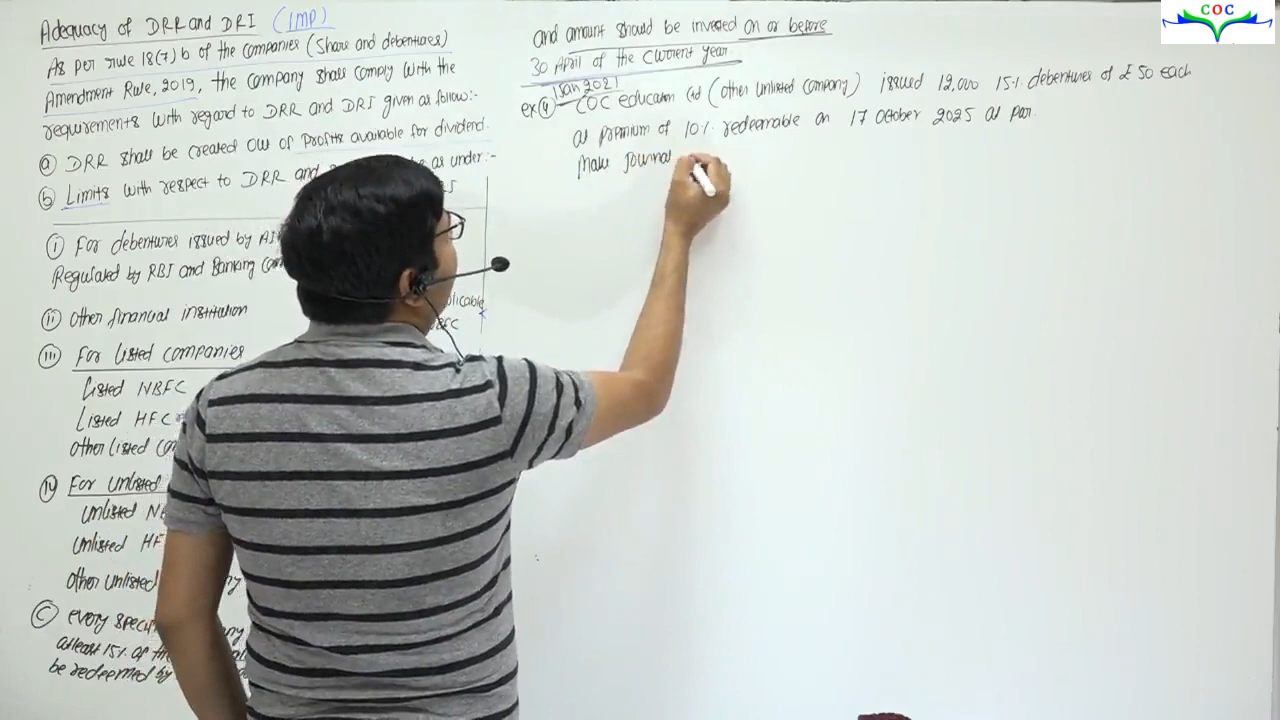 Adequacy of DRR and DRI (IMP)
As per rule 18(7) b of the companies (share and debentures)
Amendment Rule, 2019, the company shall comply with the
requirements with regard to DRR and DRI given as follow:-
(a) DRR shall be created out of profits available for dividend.
(b) Limits with respect to DRR and as under:-
(i) For debentures issued by
Regulated by RBI and Banking
(ii) Other financial institution
(iii) For listed companies
Listed NBFC
Listed HFC
Other listed
(iv) For unlisted
Unlisted
Unlisted
Other unlisted
(c) every
atleast 15% of
be redeemed by
and amount should be invested on or before
30 April of the current year
1 Jan 2021
ex (4) COC education Ltd (other unlisted company) issued 12,000 15% debentures of ₹ 50 each
at premium of 10% redeemable on 17 October 2025 at par.
Make Journal
COC